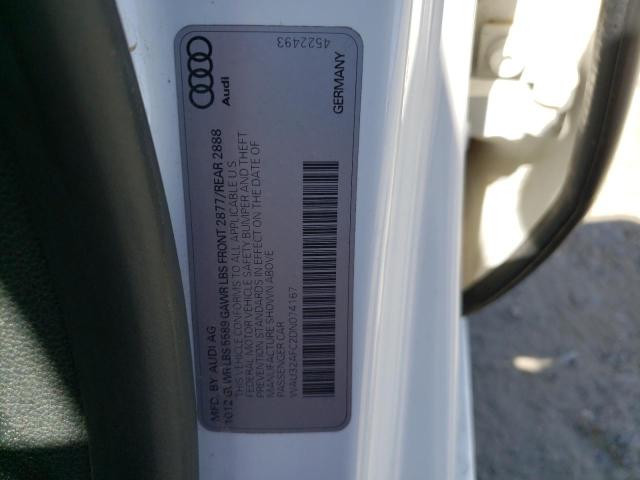 MFD. BY AUDI AG
10/12 GVWR LBS 5589 GAWR LBS FRONT 2877/REAR 2888
THIS VEHICLE CONFORMS TO ALL APPLICABLE U.S.
FEDERAL MOTOR VEHICLE SAFETY BUMPER AND THEFT
PREVENTION STANDARDS IN EFFECT ON THE DATE OF
MANUFACTURE SHOWN ABOVE
PASSENGER CAR
WAU32AFC2DN074167
Audi
4522493
GERMANY